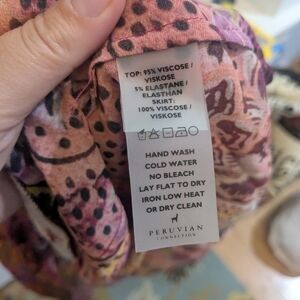 TOP: 95% VISCOSE /
VISKOSE
5% ELASTANE /
ELASTHAN
SKIRT:
100% VISCOSE /
VISKOSE
HAND WASH
COLD WATER
NO BLEACH
LAY FLAT TO DRY
IRON LOW HEAT
OR DRY CLEAN
PERUVIAN
CONNECTION